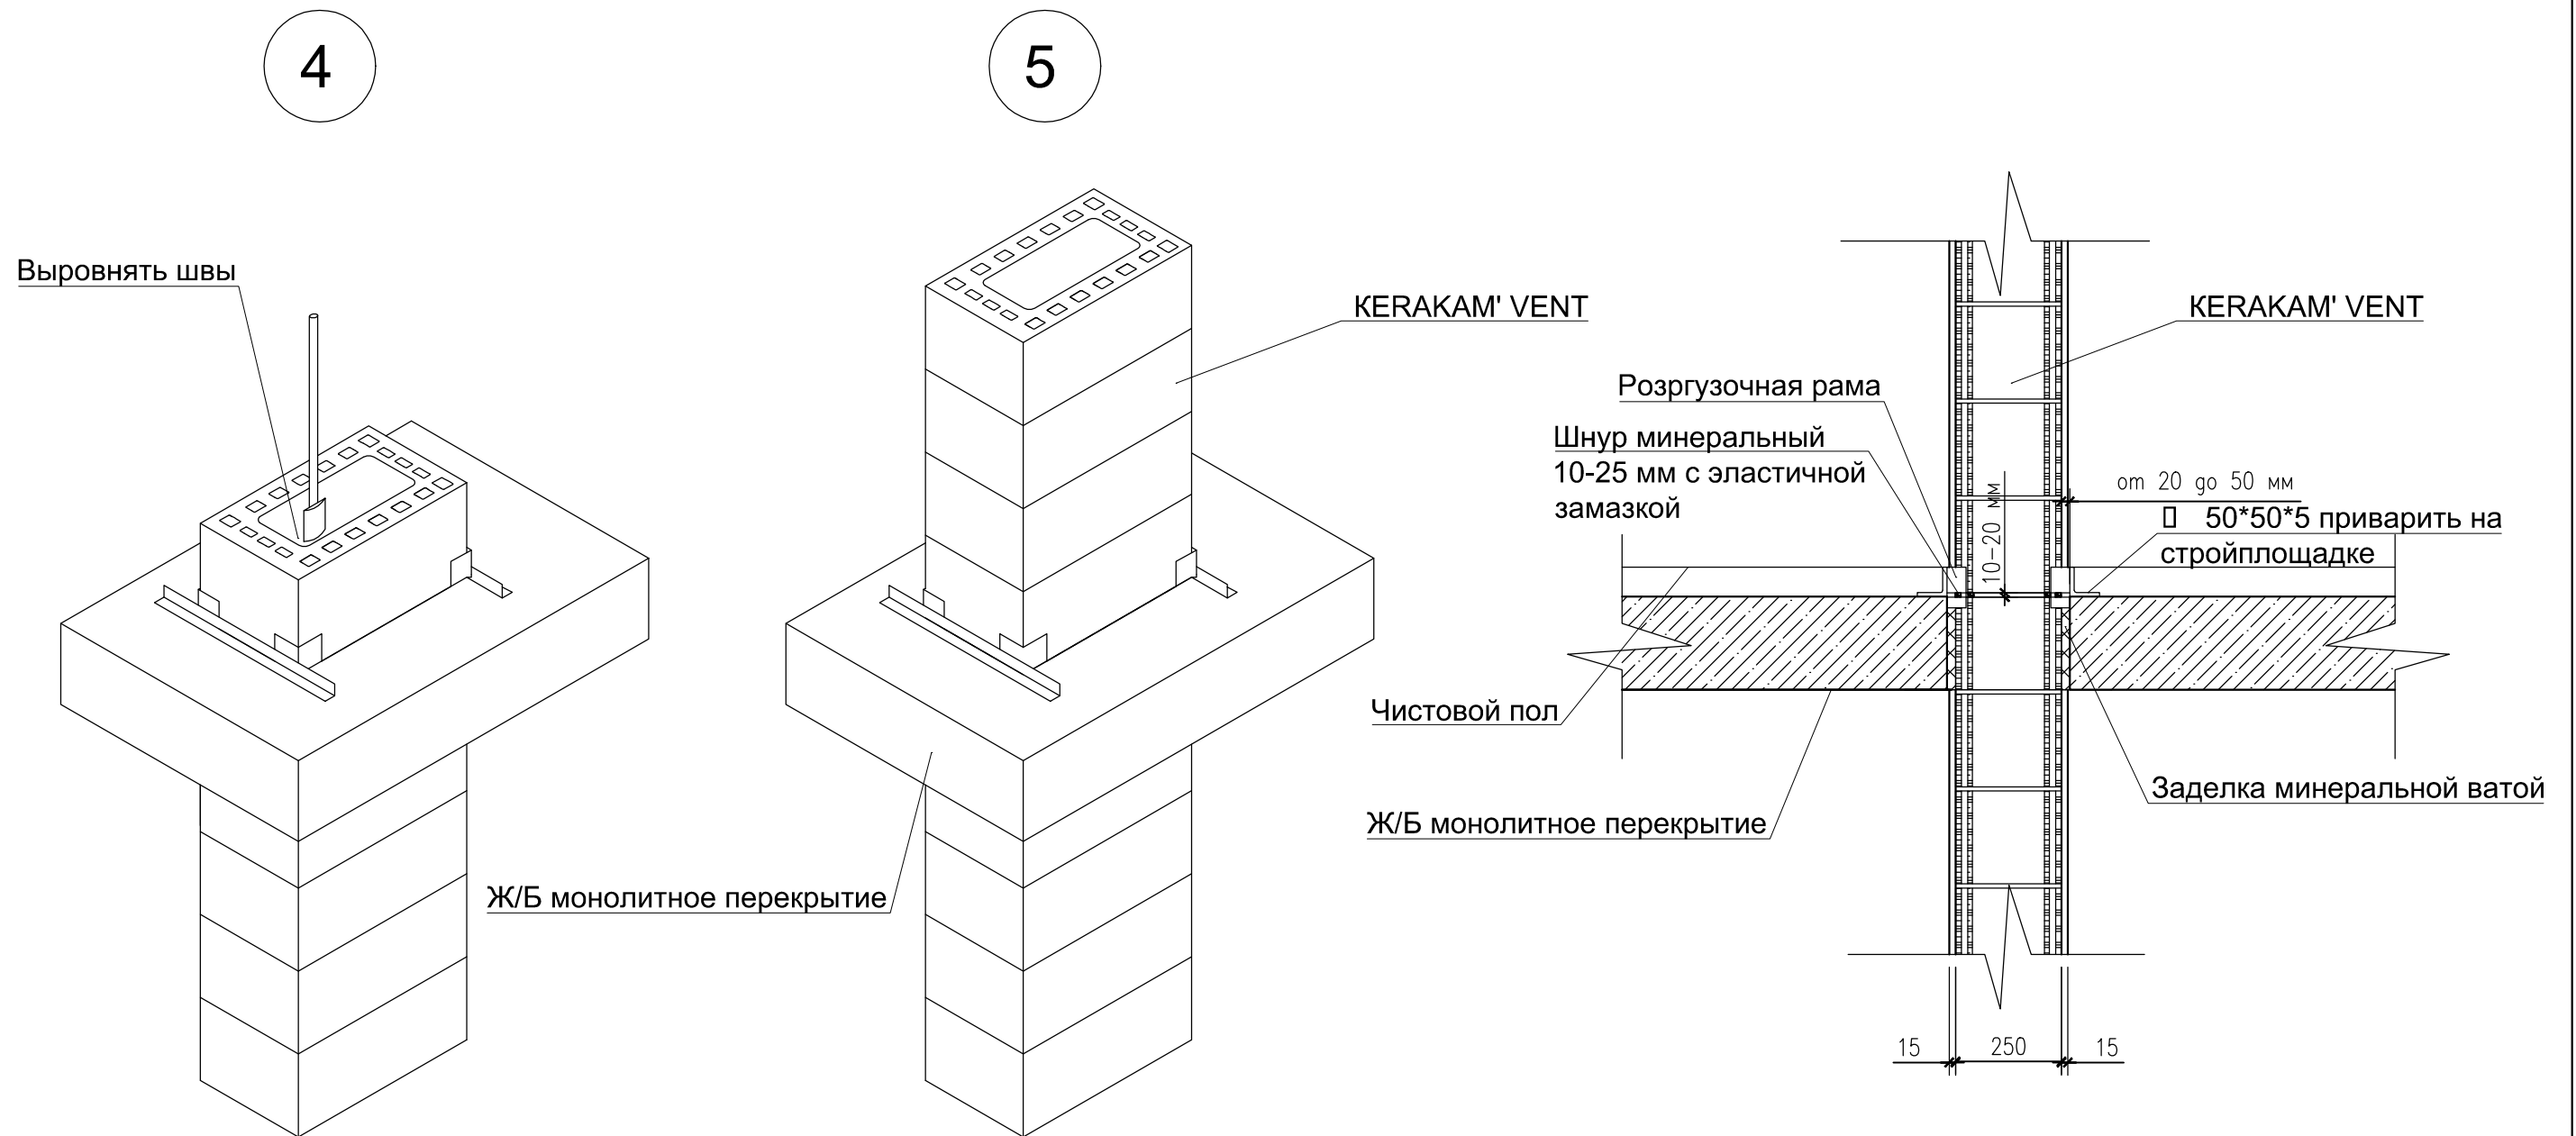 4
5
Выровнять швы
KERAKAM' VENT
Ж/Б монолитное перекрытие
KERAKAM' VENT
Розргузочная рама
Шнур минеральный
10-25 мм с эластичной
замазкой
10-20 мм
от 20 до 50 мм
▯ 50*50*5 приварить на
стройплощадке
Чистовой пол
Ж/Б монолитное перекрытие
Заделка минеральной ватой
15
250
15